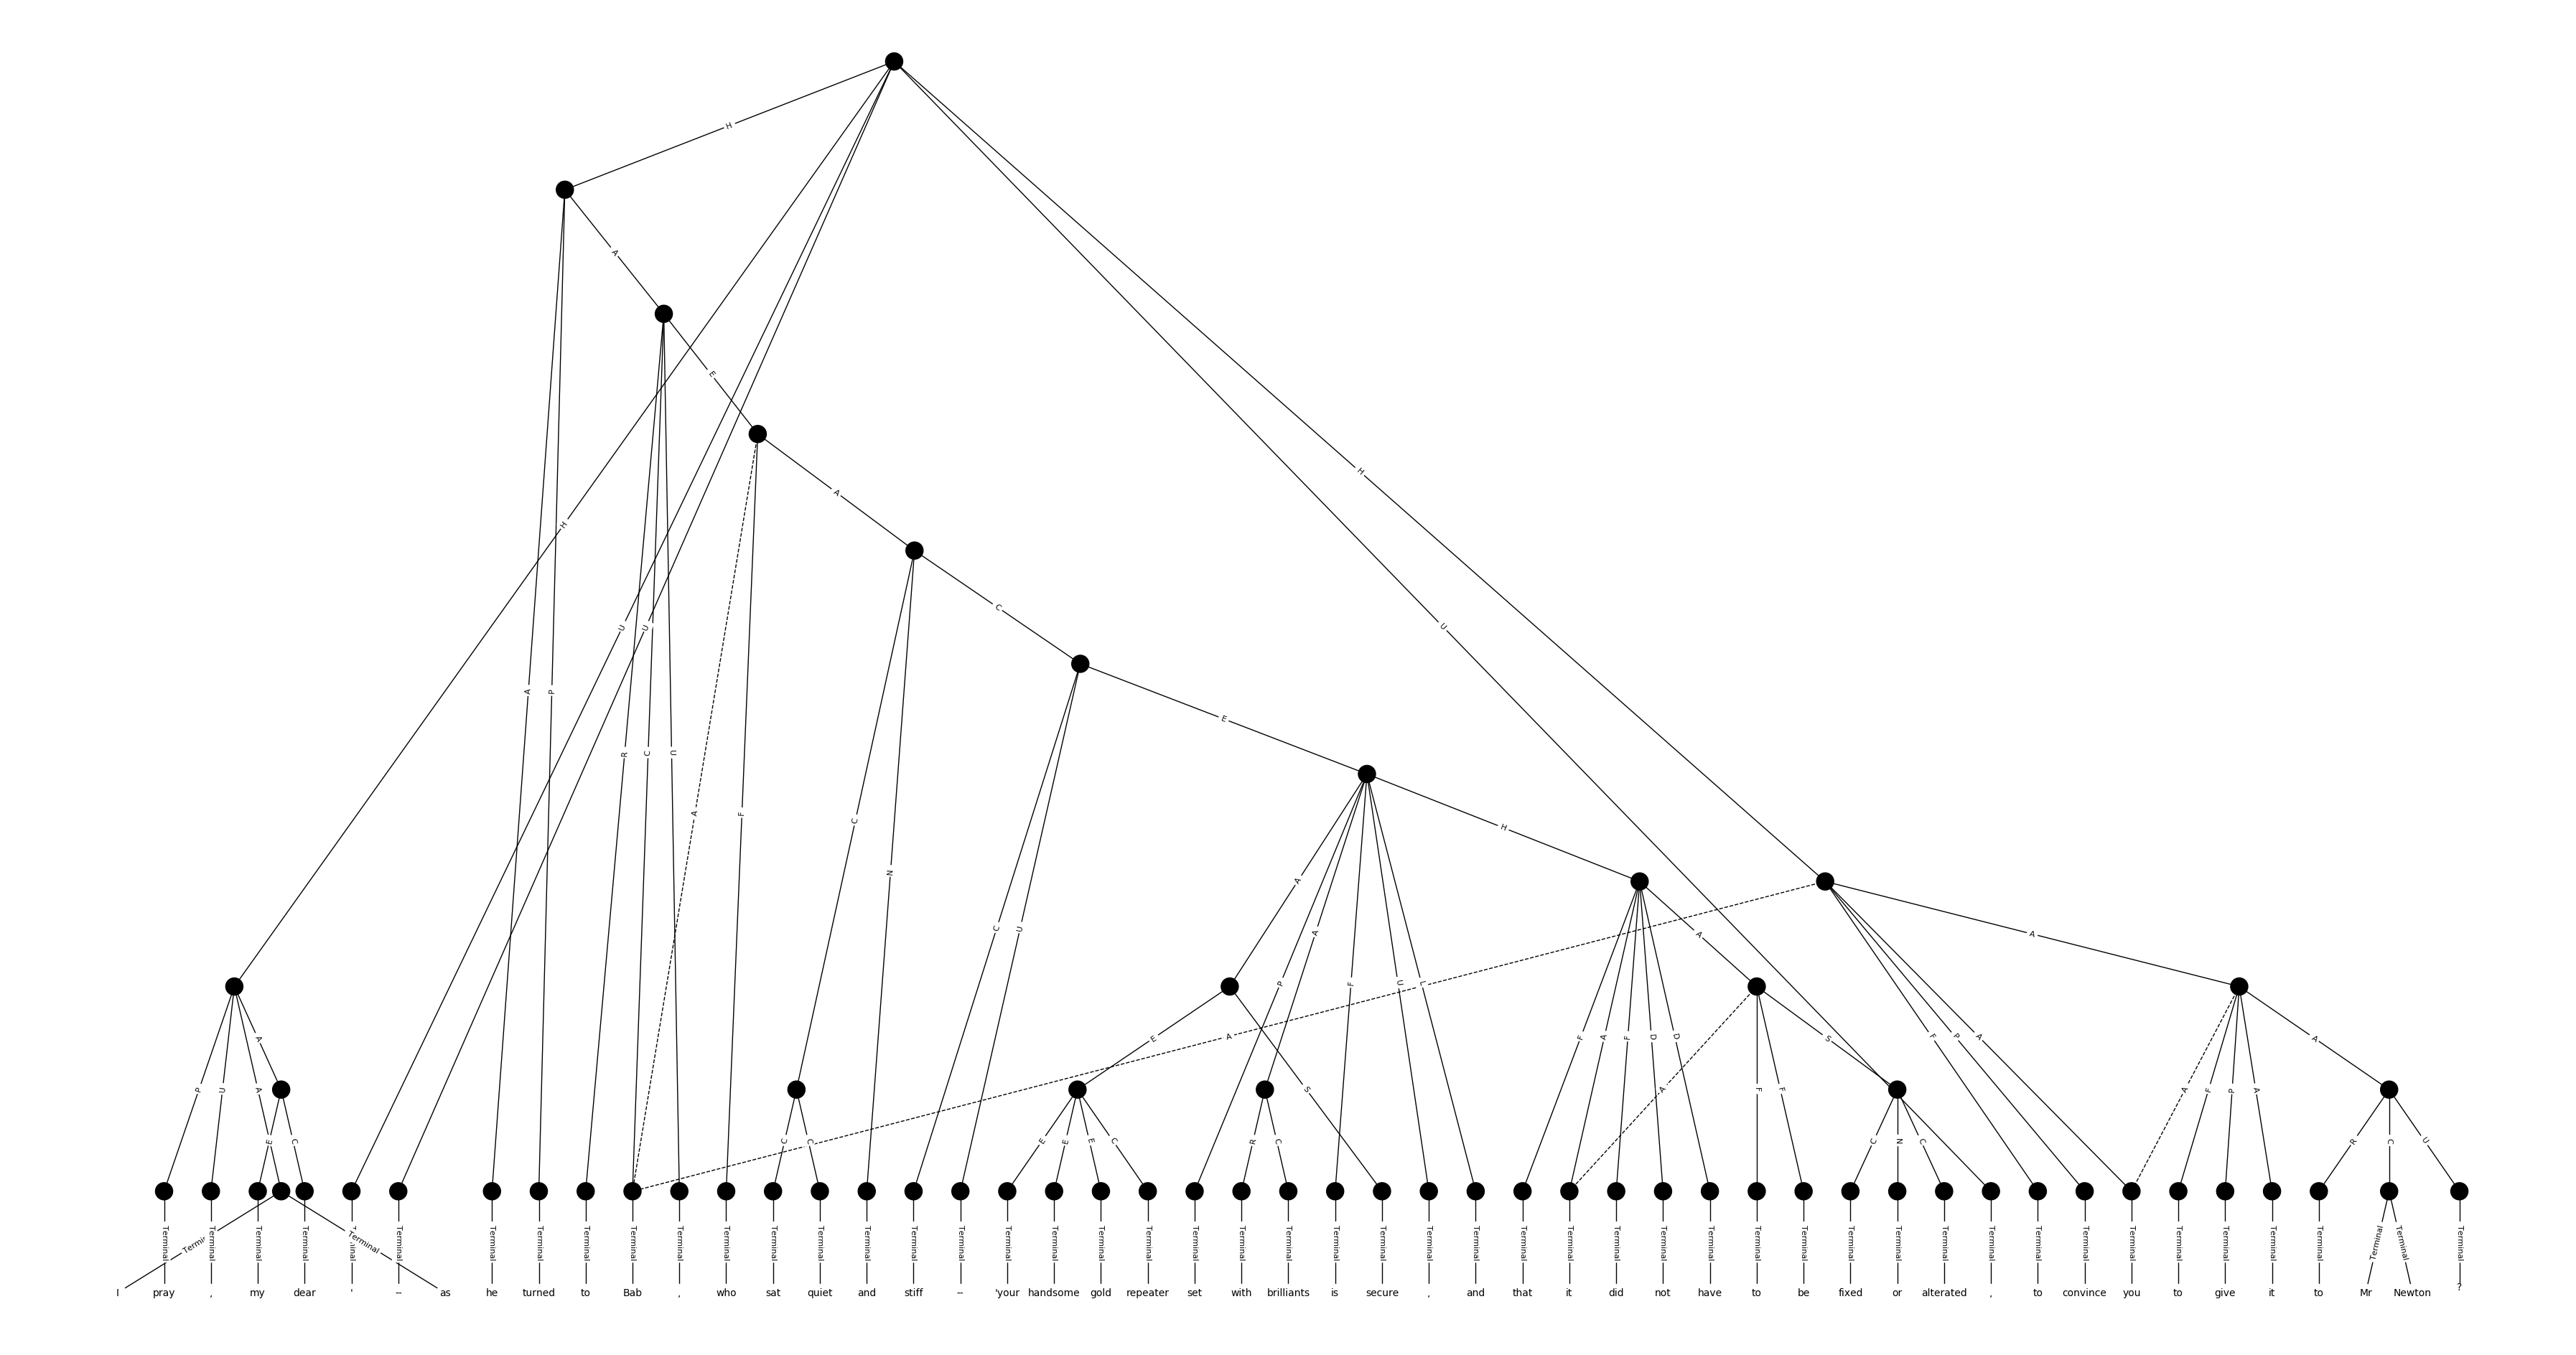 H
A
E
A
H
C
H
U
U
U
A
P
R
C
U
E
A
F
C
H
N
A
C
U
A
P
A
F
U
L
F
A
F
D
D
A
A
P
U
A
A
E
A
S
A
S
F
P
A
A
A
F
P
A
F
F
E
C
C
C
E
E
E
C
R
C
C
N
C
R
C
U
Terminal Terminal Terminal Terminal Terminal Terminal Terminal Terminal Terminal Terminal Terminal Terminal Terminal Terminal Terminal Terminal Terminal Terminal Terminal Terminal Terminal Terminal Terminal Terminal Terminal Terminal Terminal Terminal Terminal Terminal Terminal Terminal Terminal Terminal Terminal Terminal Terminal Terminal Terminal Terminal Terminal Terminal Terminal Terminal Terminal Terminal Terminal Terminal Terminal
I pray , my dear ' -- as he turned to Bab , who sat quiet and stiff -- 'your handsome gold repeater set with brilliants is secure , and that it did not have to be fixed or alterated , to convince you to give it to Mr Newton ?